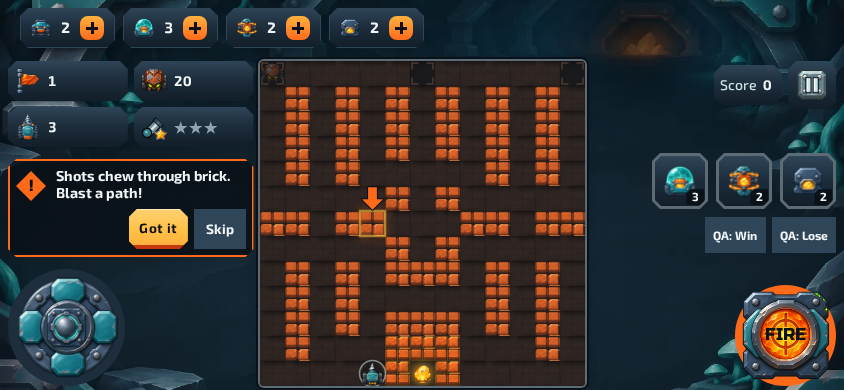 2
3
2
2
1
20
3
Score 0
Shots chew through brick.
Blast a path!
Got it
Skip
3
2
2
QA: Win
QA: Lose
FIRE